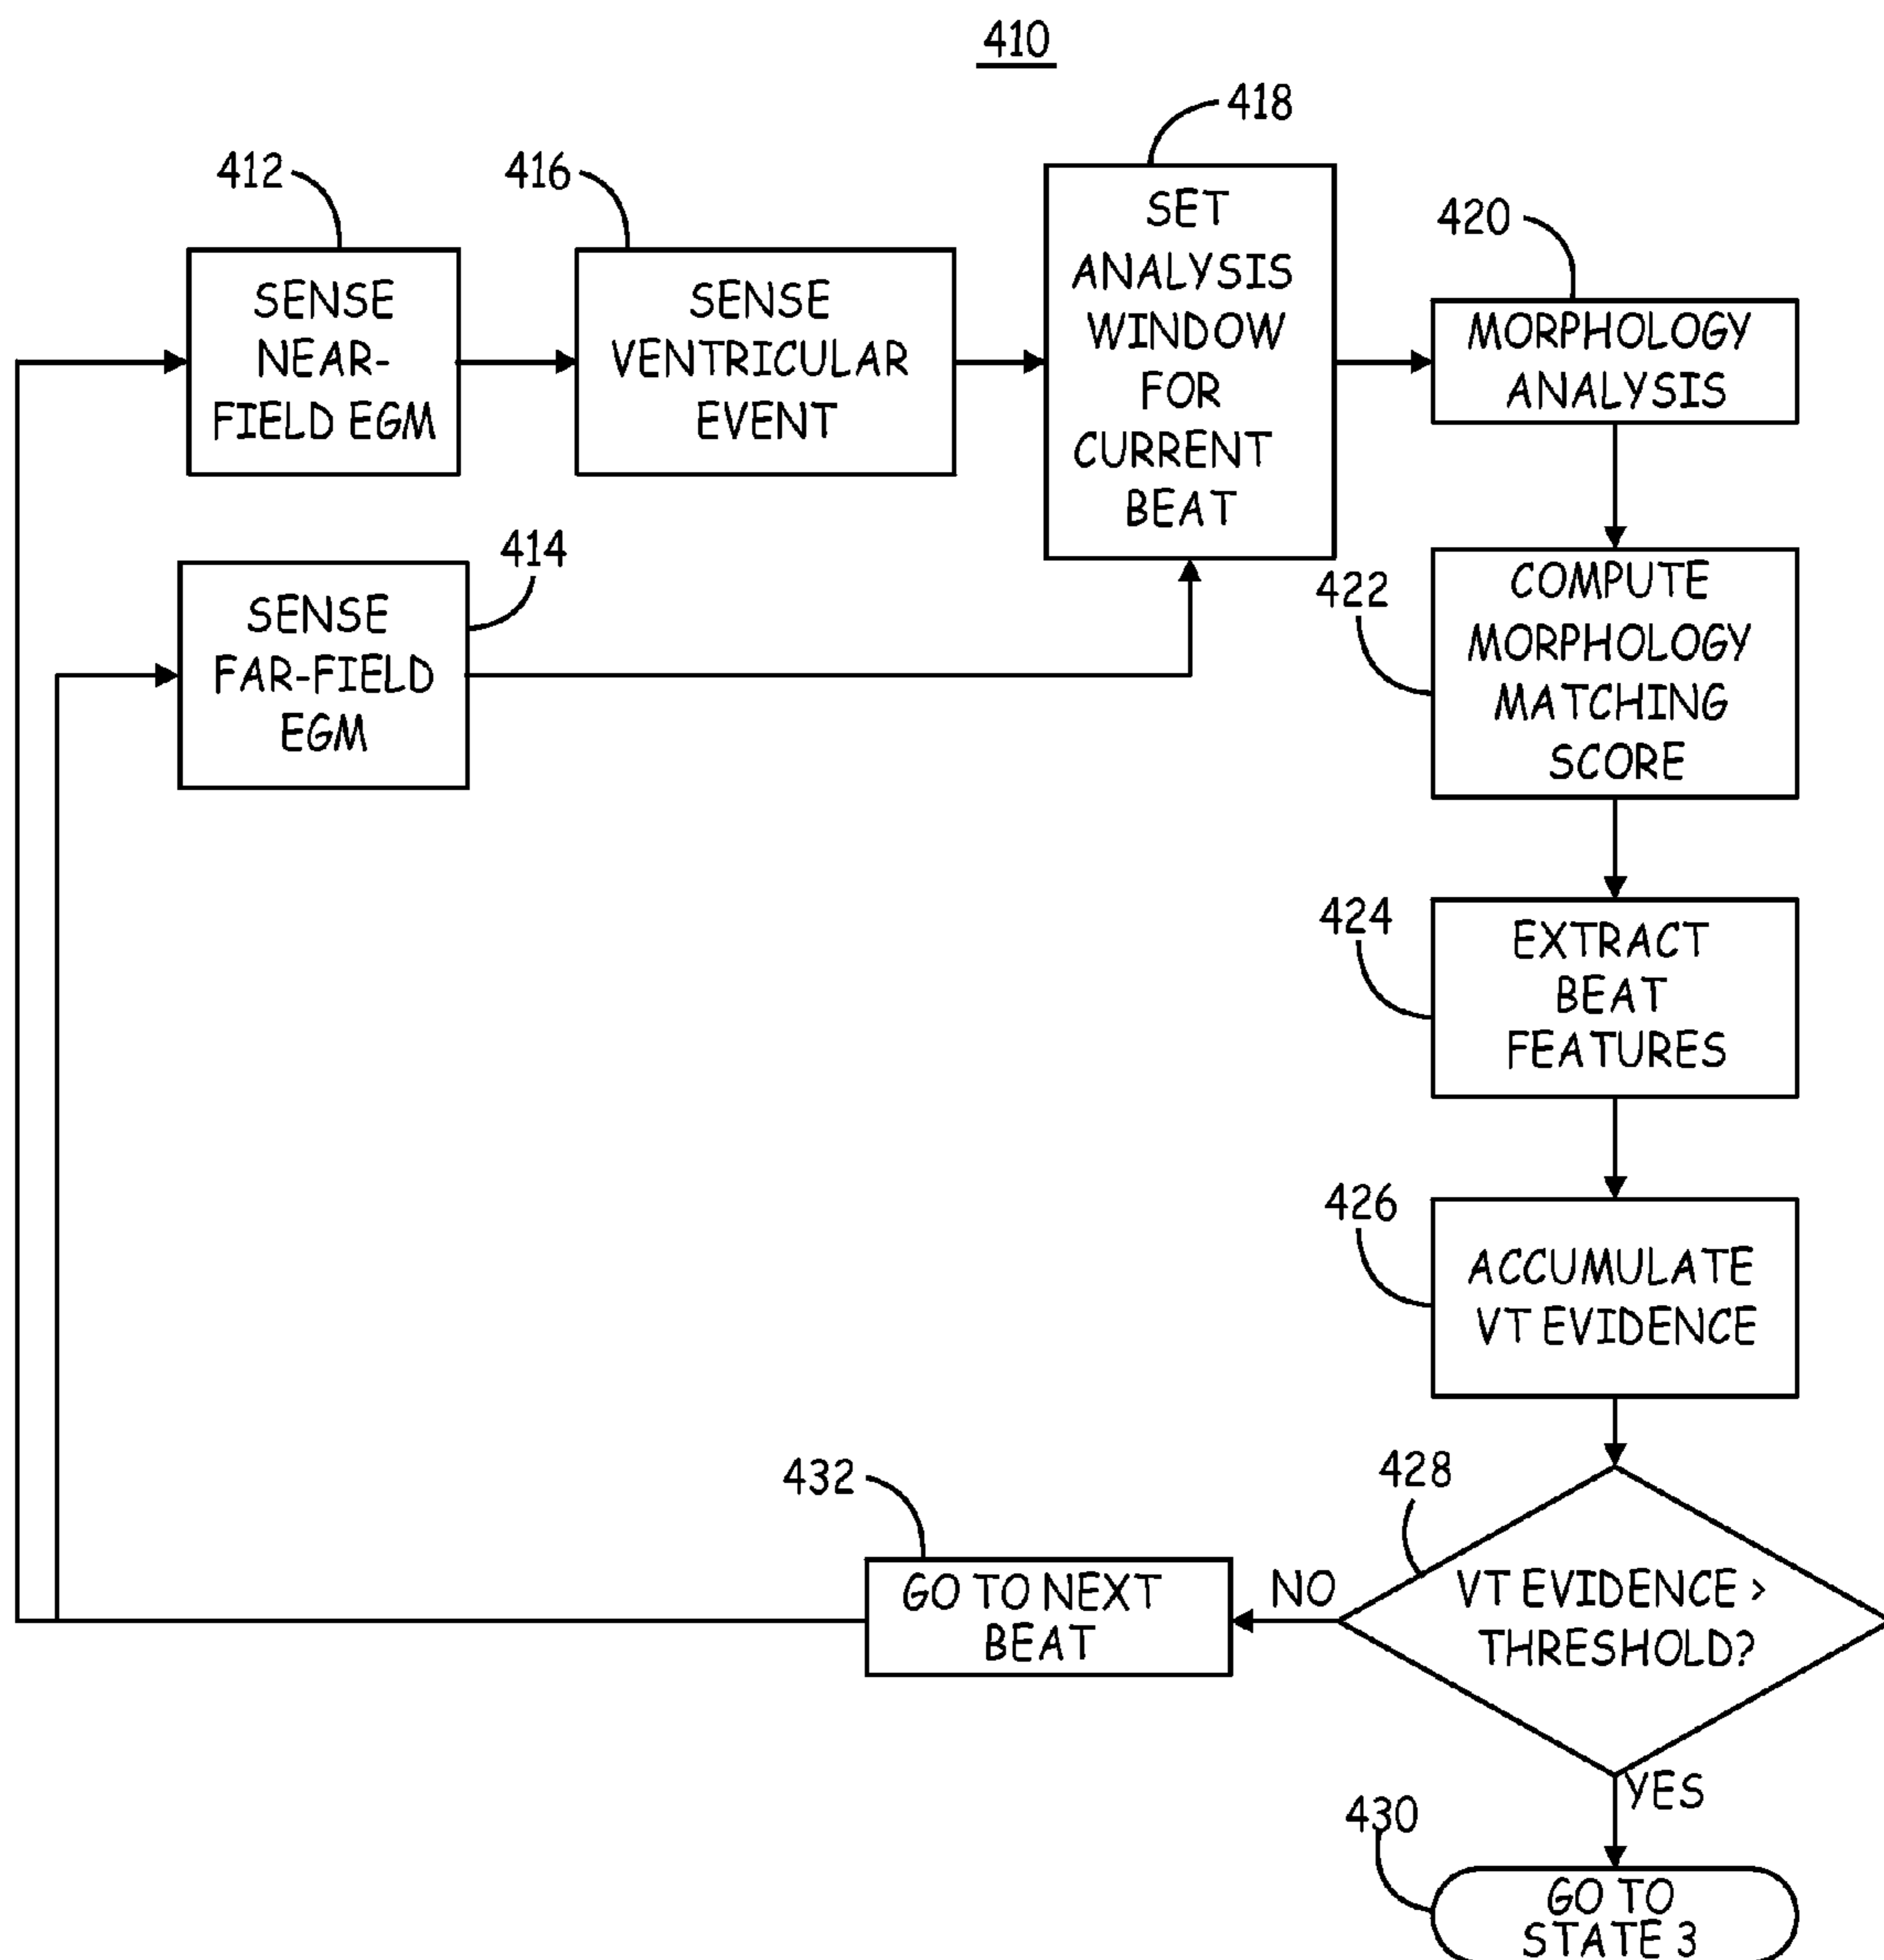 410
412
SENSE
NEAR-
FIELD EGM
416
SENSE
VENTRICULAR
EVENT
418
SET
ANALYSIS
WINDOW
FOR
CURRENT
BEAT
420
MORPHOLOGY
ANALYSIS
414
SENSE
FAR-FIELD
EGM
422
COMPUTE
MORPHOLOGY
MATCHING
SCORE
424
EXTRACT
BEAT
FEATURES
426
ACCUMULATE
VT EVIDENCE
428
VT EVIDENCE >
THRESHOLD?
NO
432
GO TO NEXT
BEAT
YES
430
GO TO
STATE 3